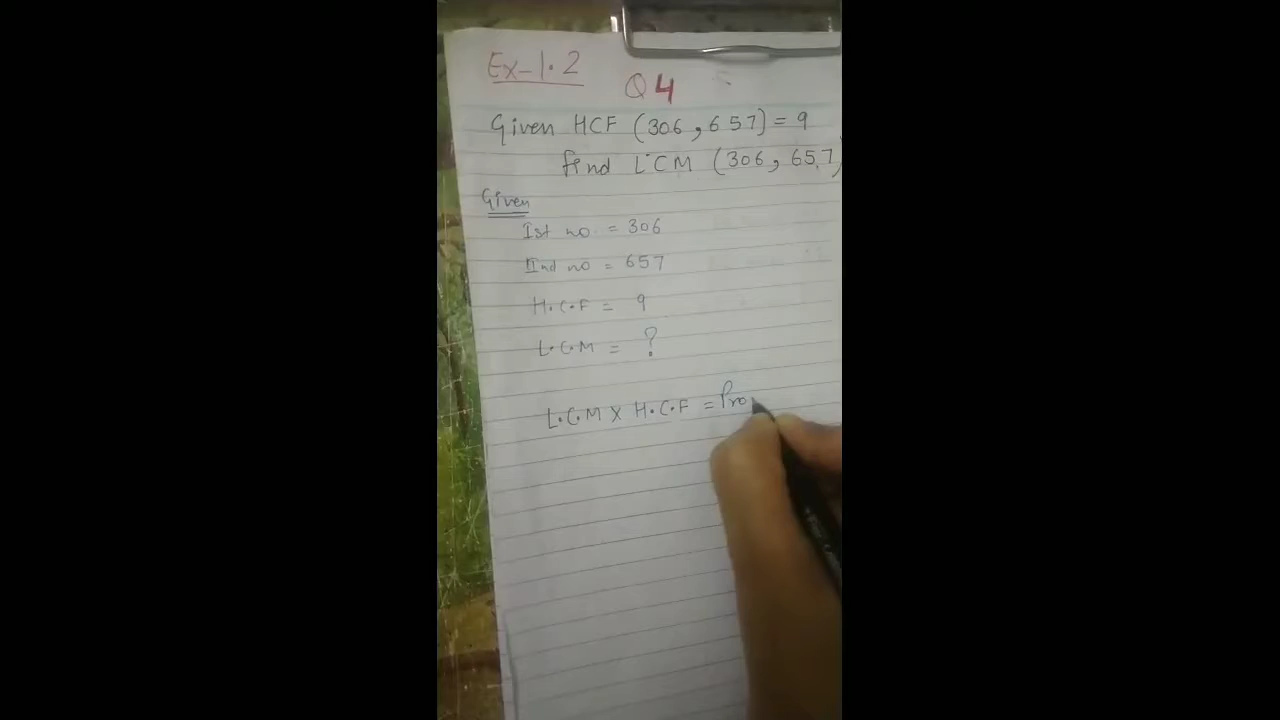 Ex-1.2
Q4
Given HCF (306, 657) = 9
find LCM (306, 657)
Given
Ist no. = 306
IInd no = 657
H.C.F = 9
L.C.M = ?
L.C.M X H.C.F = Pro